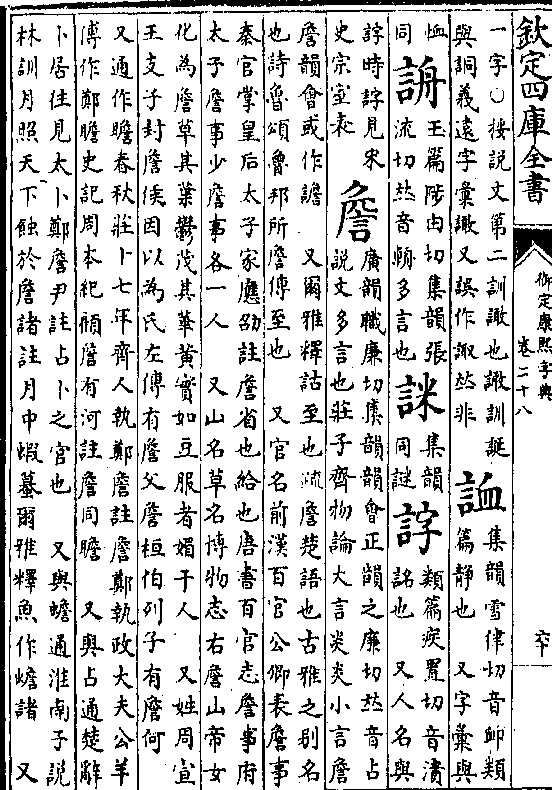 欽定四庫全書
御定康熙字典
卷二十八
一字○按説文第二訓譀也譀訓誕
與詷義遠字彙譀又誤作諏𠀤非
䛎
集韻雪律切音卹類
篇靜也 又字彙與
恤同
䛆
玉篇陟由切集韻張
流切𠀤音輈多言也
詸
集韻
同謎
䛐
類篇疾置切音漬
詺也 又人名與
䛐時䛐見宋
史宗室表
詹
廣韻職廉切集韻韻會正韻之廉切𠀤音占
説文多言也莊子齊物論大言炎炎小言詹
詹韻會或作譫 又爾雅釋詁至也疏詹楚語也古雅之别名
也詩魯頌魯邦所詹傳至也 又官名前漢百官公卿表詹事
秦官掌皇后太子家應劭註詹省也給也唐書百官志詹事府
太子詹事少詹事各一人 又山名草名博物志右詹山帝女
化為詹草其葉鬱茂其華黃實如豆服者媚于人 又姓周宣
王支子封詹侯因以為氏左傳有詹父詹桓伯列子有詹何
又通作瞻春秋莊十七年齊人執鄭詹註詹鄭執政大夫公羊
傳作鄭瞻史記周本紀顧詹有河註詹同瞻 又與占通楚辭
卜居往見太卜鄭詹尹註占卜之官也 又與蟾通淮南子説
林訓月照天下蝕於詹諸註月中蝦蟇爾雅釋魚作蟾諸 又